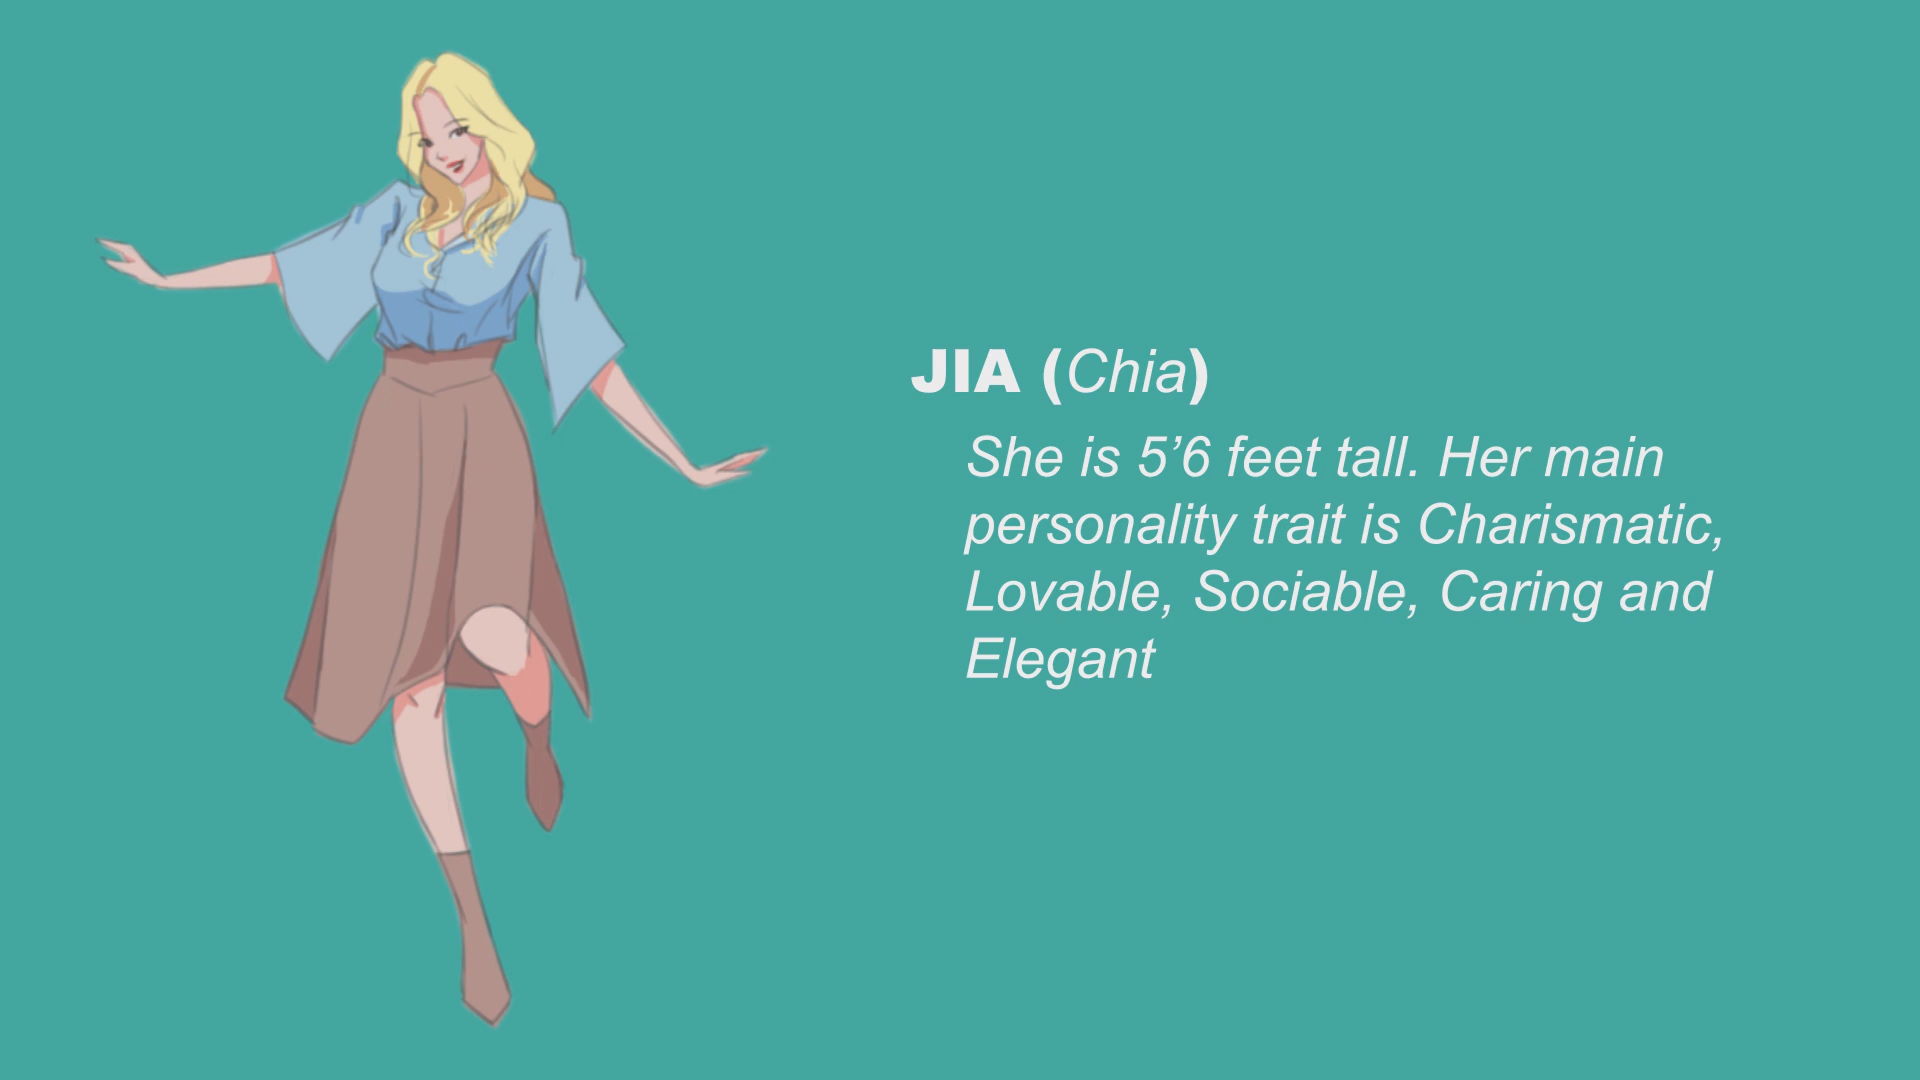 JIA (Chia)
She is 5’6 feet tall. Her main
personality trait is Charismatic,
Lovable, Sociable, Caring and
Elegant